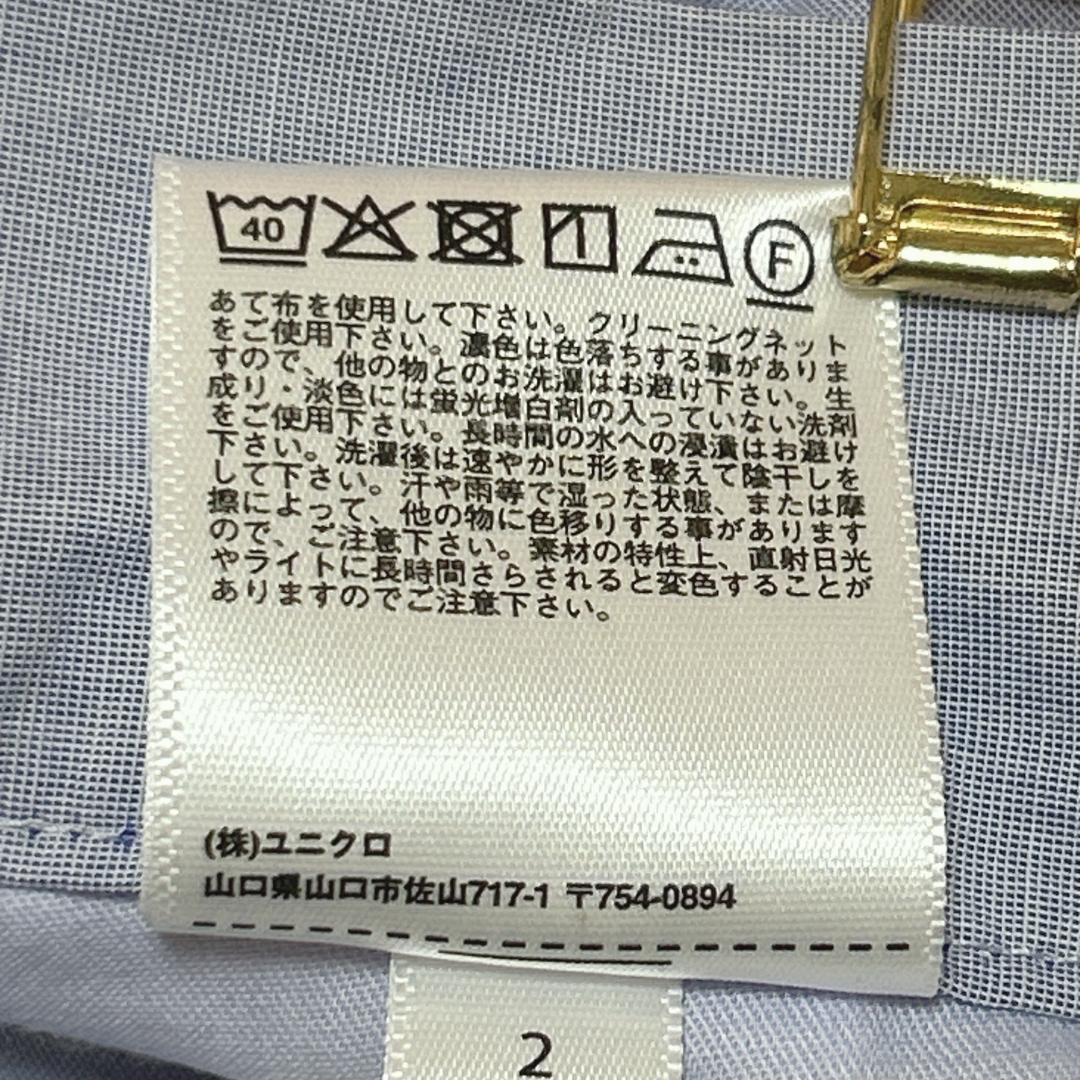 40
F
あて布を使用して下さい。クリーニングネット
をご使用下さい。濃色は色落ちする事がありま
すので、他の物とのお洗濯はお避け下さい。生
成り・淡色には蛍光増白剤の入っていない洗剤
をご使用下さい。長時間の水への浸漬はお避け
下さい。洗濯後は速やかに形を整えて陰干しを
して下さい。汗や雨等で湿った状態、または摩
擦によって、他の物に色移りする事があります
ので、ご注意下さい。素材の特性上、直射日光
やライトに長時間さらされると変色することが
ありますのでご注意下さい。
(株)ユニクロ
山口県山口市佐山717-1 〒754-0894
2